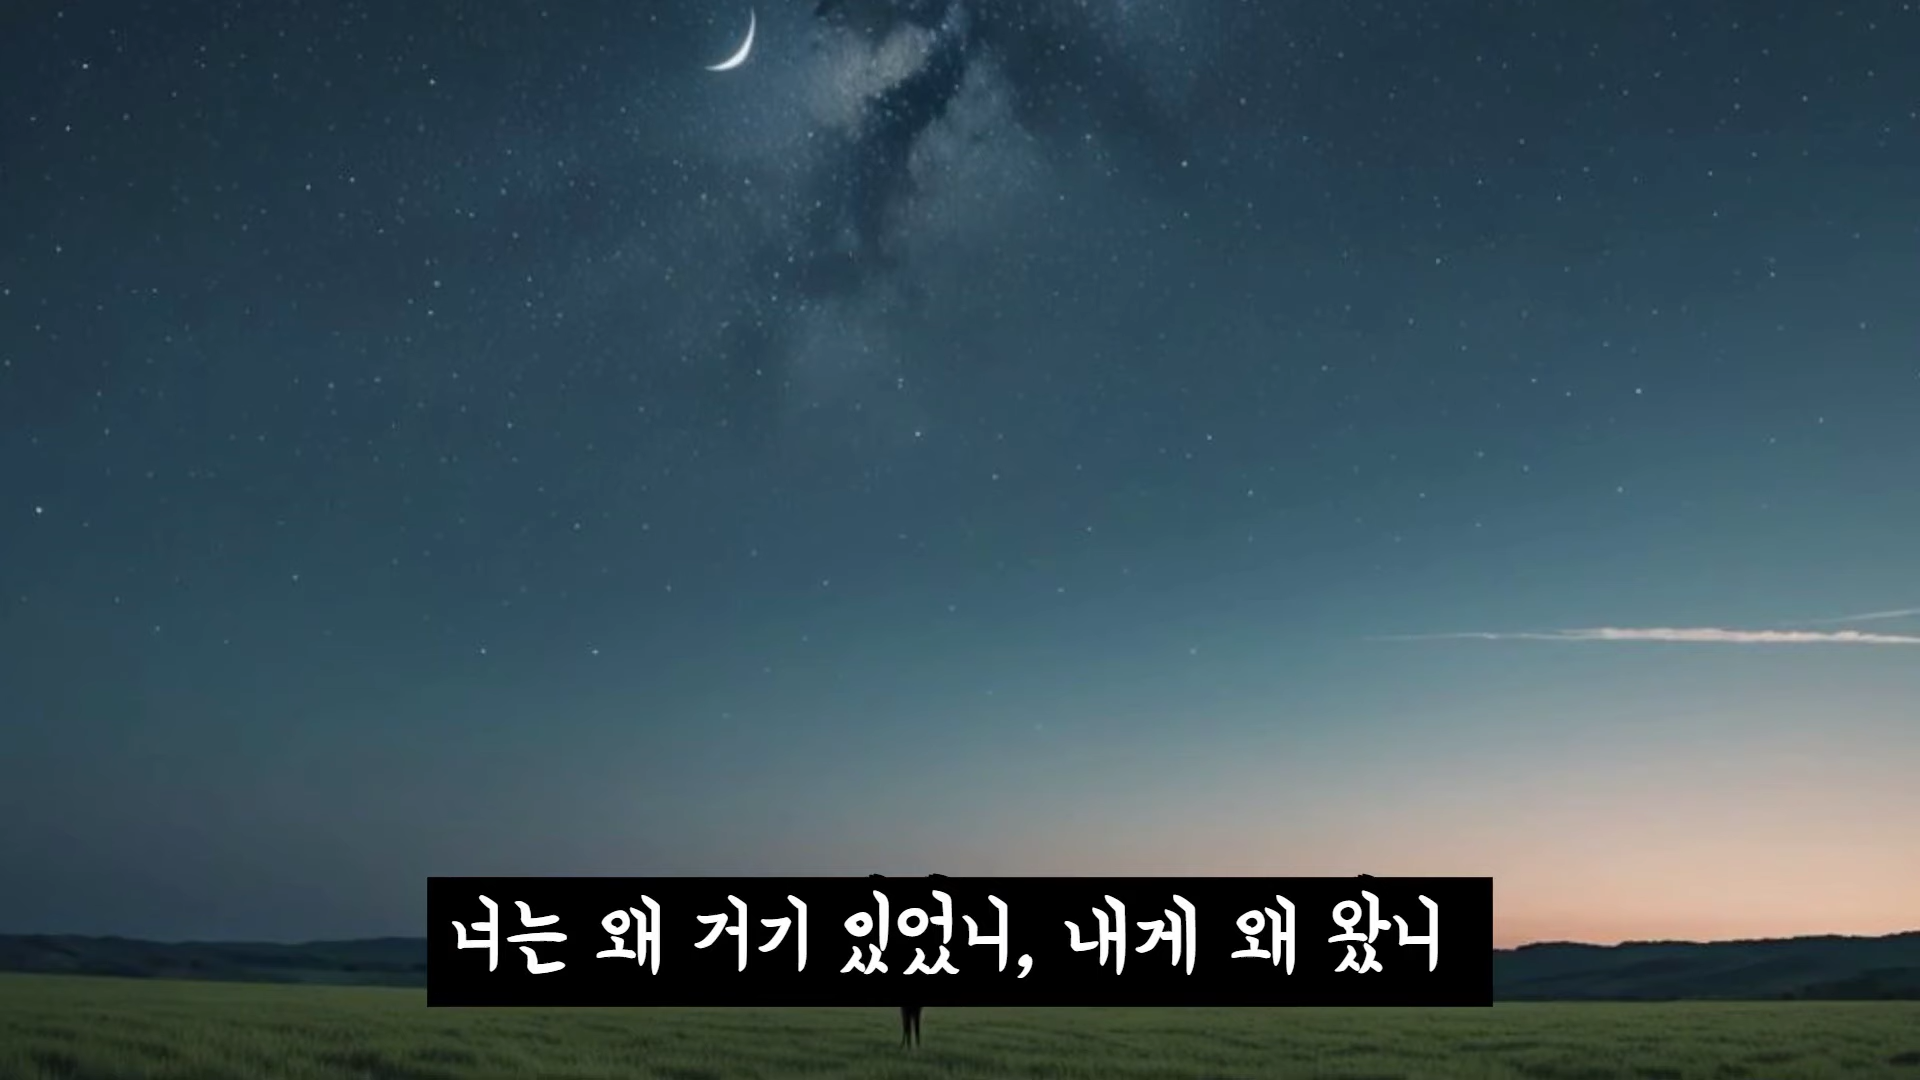 너는 왜 거기 있었니, 내게 왜 왔니